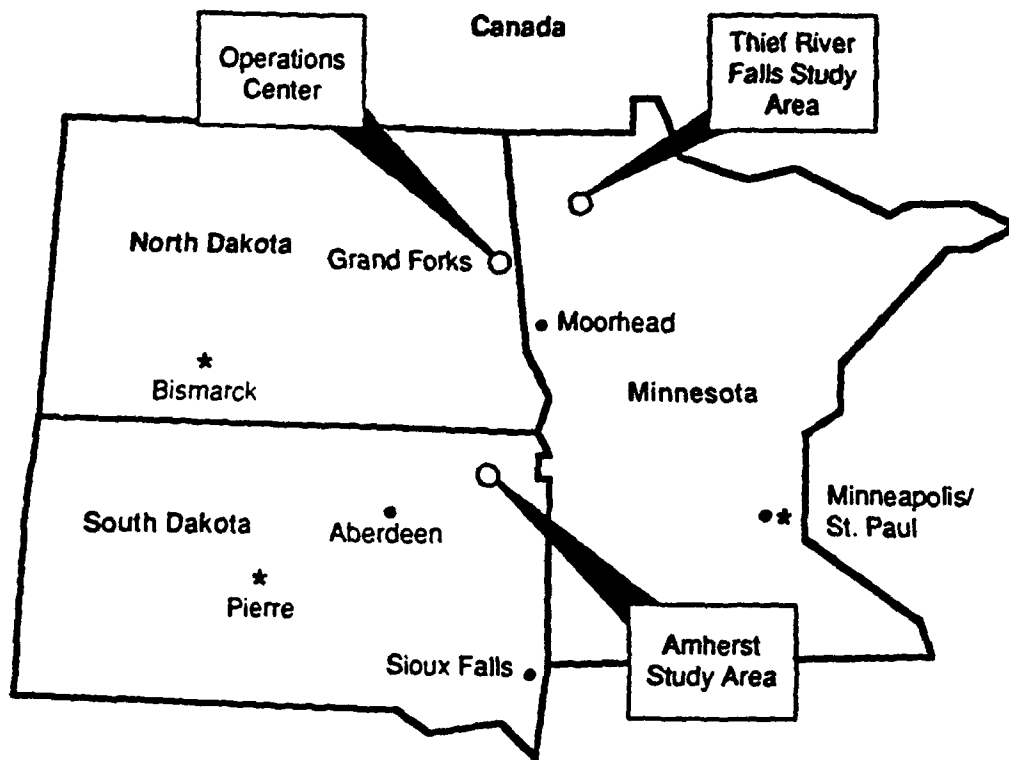 Canada
Operations
Center
Thief River
Falls Study
Area
North Dakota
Grand Forks
Moorhead
*
Bismarck
Minnesota
South Dakota
Aberdeen
*
Pierre
*
Minneapolis/
St. Paul
Sioux Falls
Amherst
Study Area